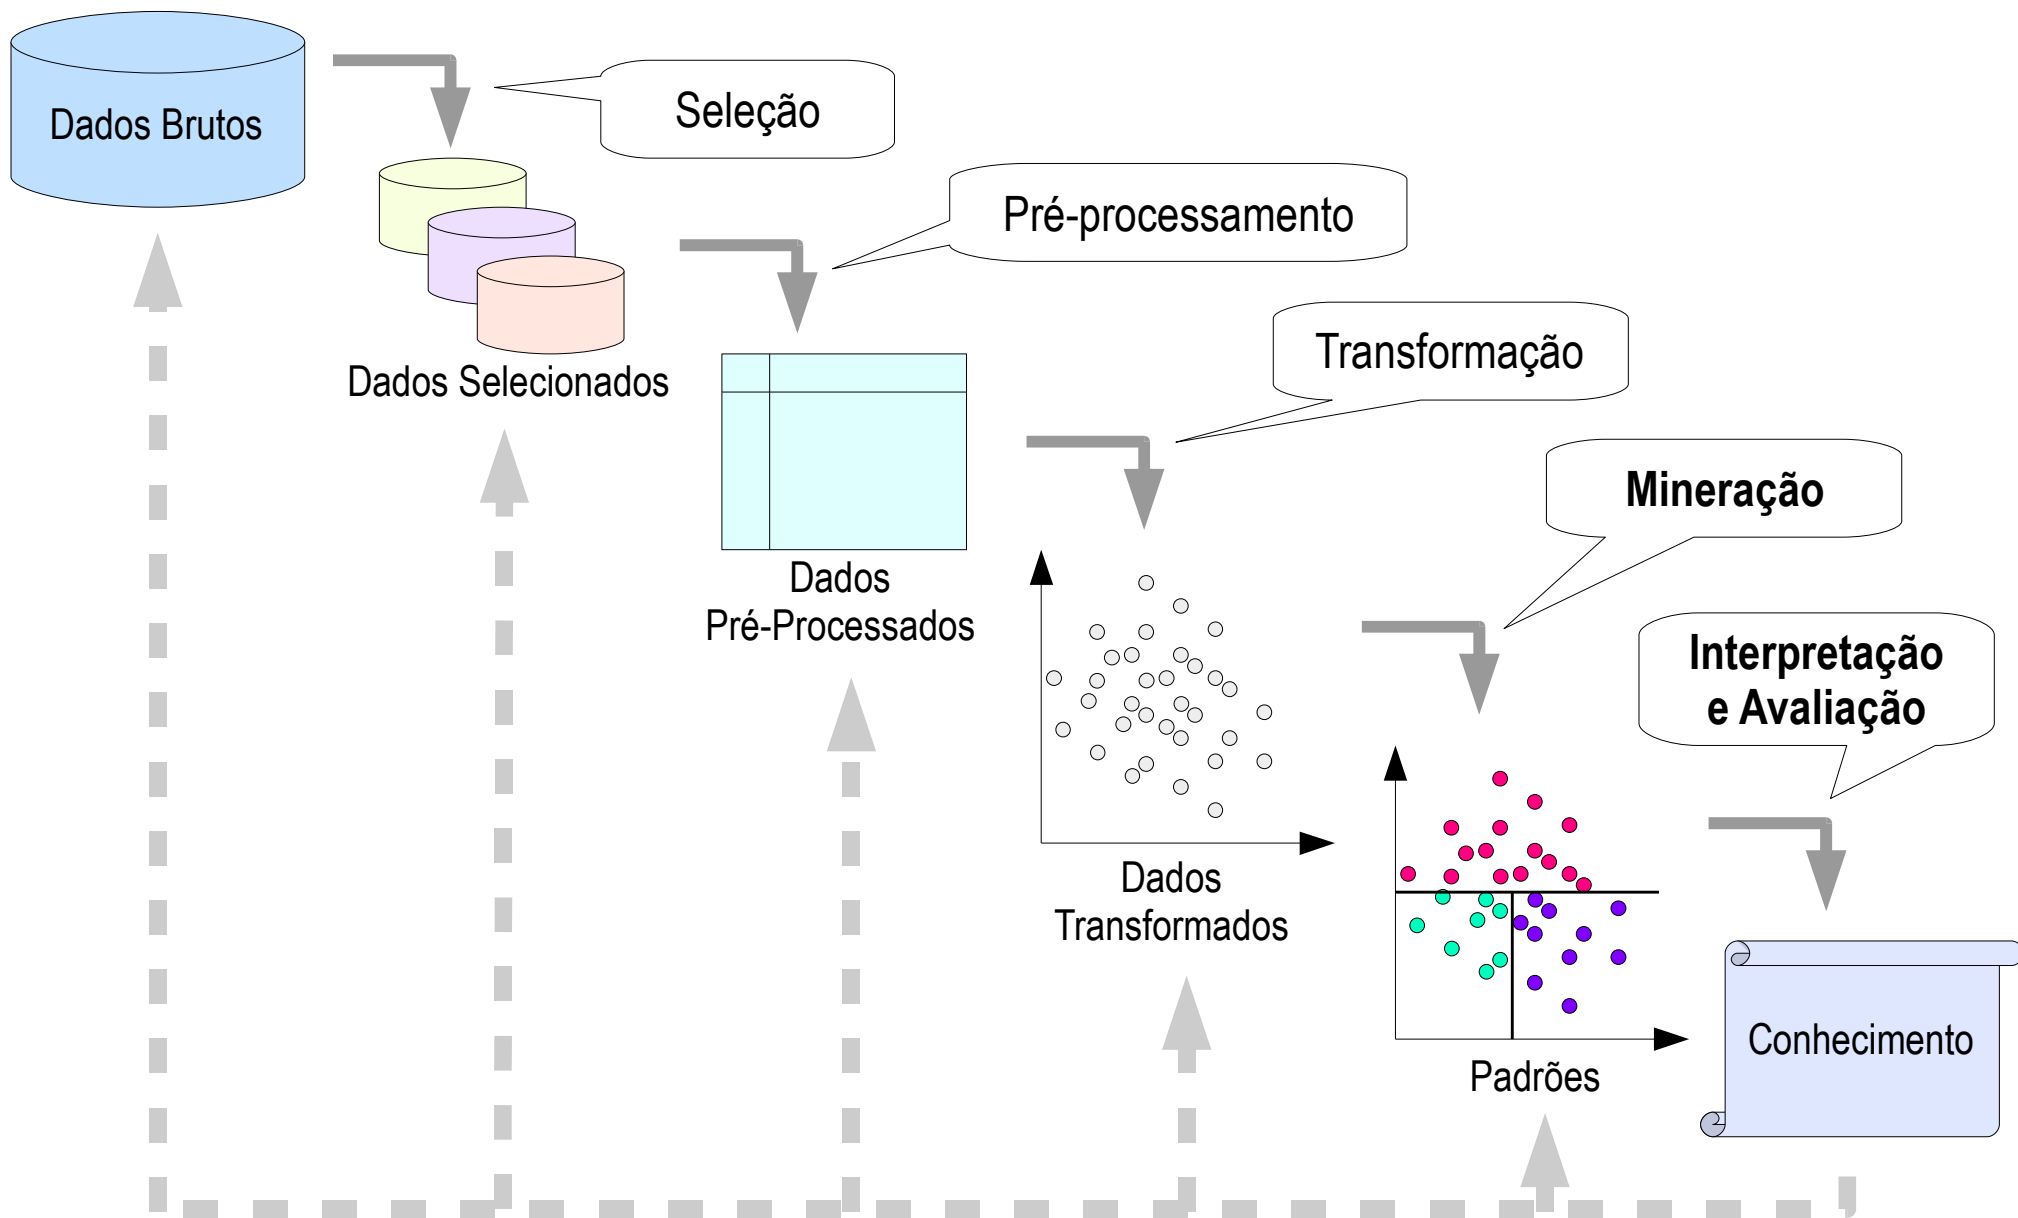 Dados Brutos
Seleção
Dados Selecionados
Pré-processamento
Dados
Pré-Processados
Transformação
Dados
Transformados
Mineração
Padrões
Interpretação
e Avaliação
Conhecimento